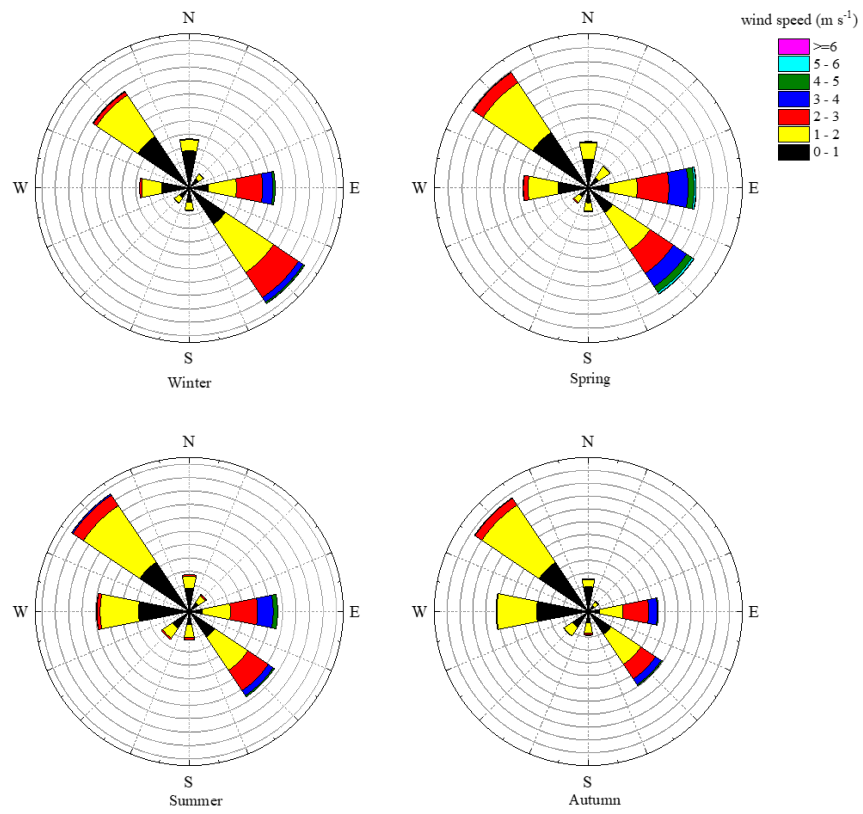 N
W
E
S
Winter
N
W
E
S
Spring
wind speed (m s⁻¹)
>=6
5 - 6
4 - 5
3 - 4
2 - 3
1 - 2
0 - 1
N
W
E
S
Summer
N
W
E
S
Autumn